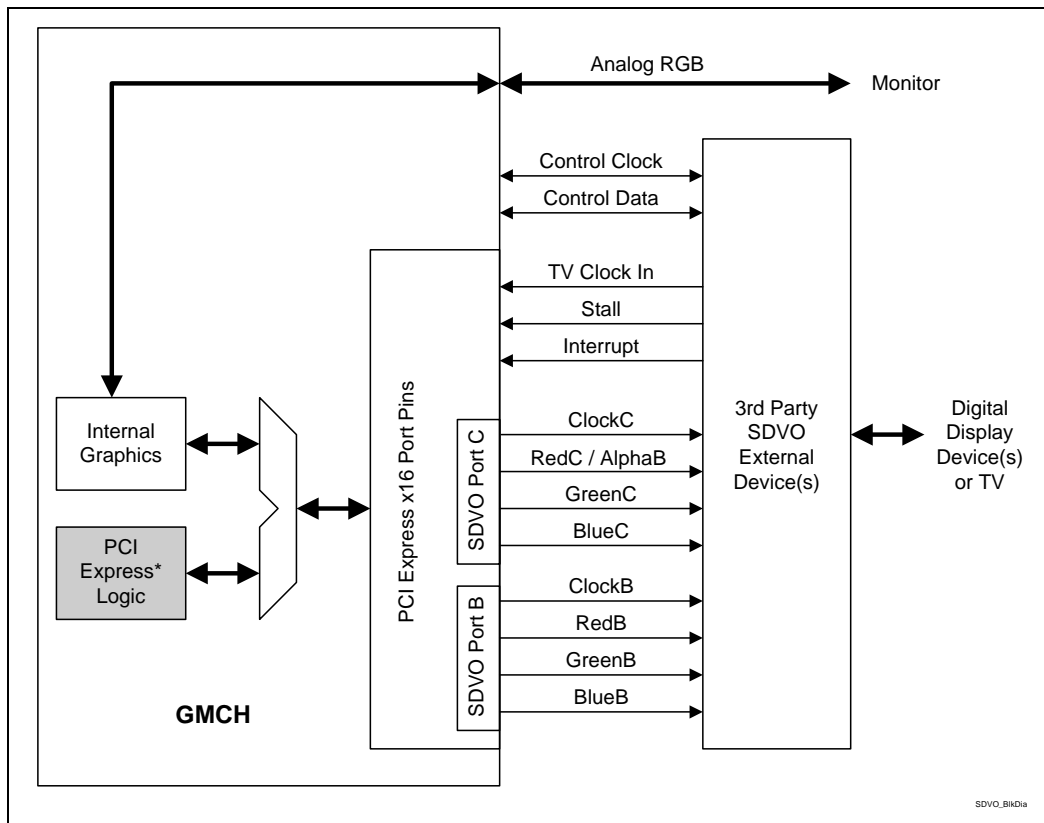 Analog RGB
Monitor
Control Clock
Control Data
TV Clock In
Stall
Interrupt
PCI Express x16 Port Pins
Internal
Graphics
PCI
Express*
Logic
GMCH
SDVO Port C
ClockC
RedC / AlphaB
GreenC
BlueC
SDVO Port B
ClockB
RedB
GreenB
BlueB
3rd Party
SDVO
External
Device(s)
Digital
Display
Device(s)
or TV
SDVO_BlkDia